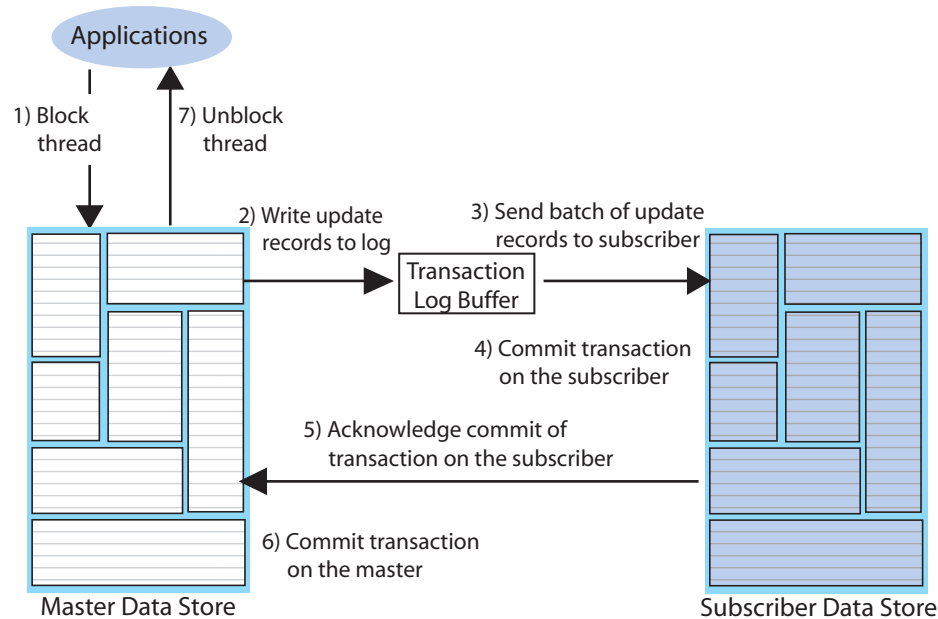 Applications
1) Block
thread
7) Unblock
thread
2) Write update
records to log
3) Send batch of update
records to subscriber
Transaction
Log Buffer
4) Commit transaction
on the subscriber
5) Acknowledge commit of
transaction on the subscriber
6) Commit transaction
on the master
Master Data Store
Subscriber Data Store